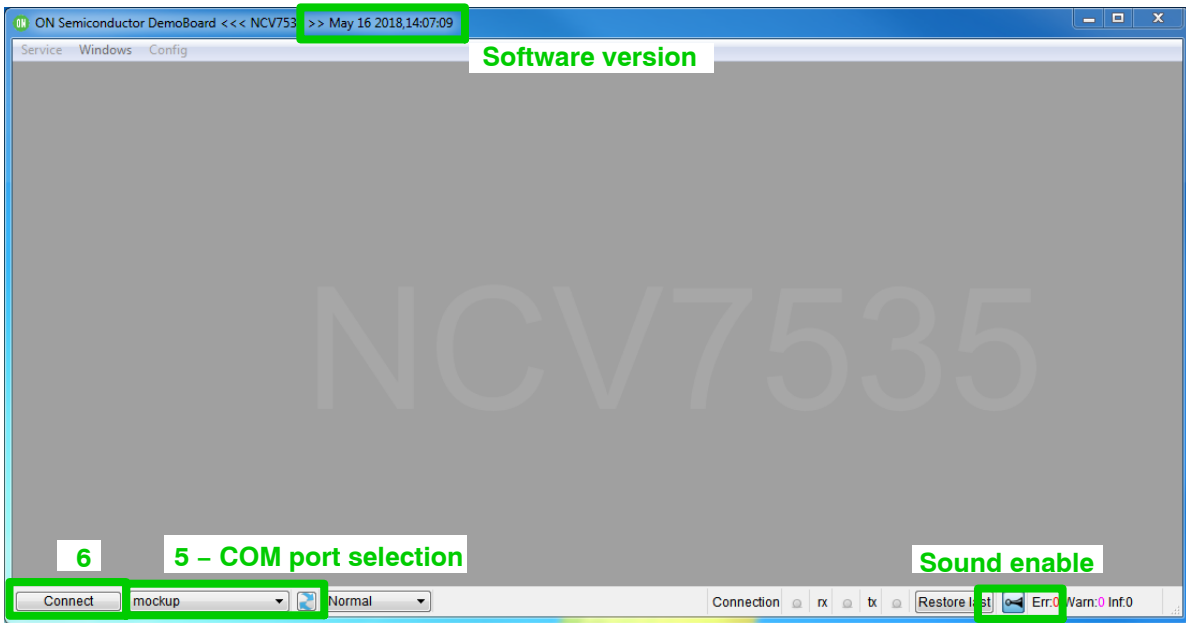 ON Semiconductor DemoBoard <<< NCV753 >> May 16 2018,14:07:09
Service Windows Config
Software version
NCV7535
6 5 – COM port selection Sound enable
Connect mockup Normal Connection rx tx Restore last Err:0 Warn:0 Inf:0